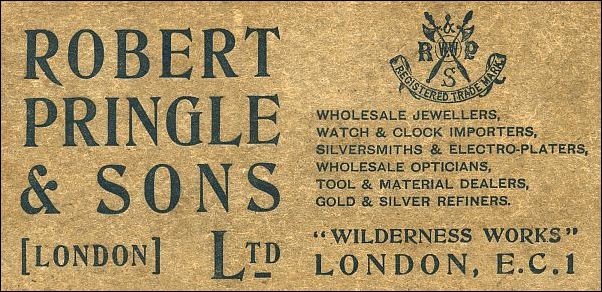 ROBERT
PRINGLE
& SONS
[LONDON] LTD
&
R WW P
S
REGISTERED TRADE MARK
WHOLESALE JEWELLERS,
WATCH & CLOCK IMPORTERS,
SILVERSMITHS & ELECTRO-PLATERS,
WHOLESALE OPTICIANS,
TOOL & MATERIAL DEALERS,
GOLD & SILVER REFINERS.
"WILDERNESS WORKS"
LONDON, E.C.1